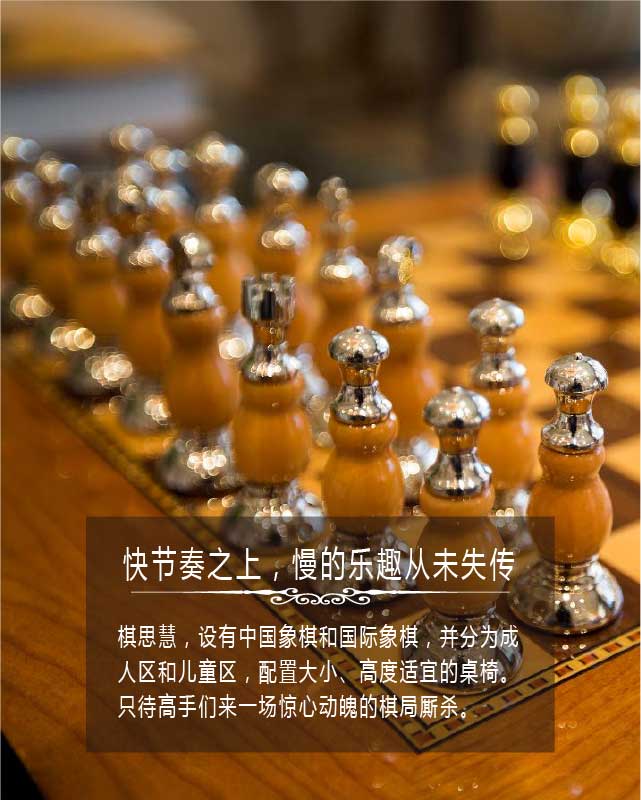 快节奏之上，慢的乐趣从未失传
棋思慧，设有中国象棋和国际象棋，并分为成
人区和儿童区，配置大小、高度适宜的桌椅。
只待高手们来一场惊心动魄的棋局厮杀。